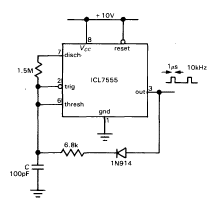 +10V
8
VCC
reset
7
disch
1.5M
ICL7555
1μs
10kHz
2
trig
out
3
6
thresh
gnd
1
6.8k
1N914
C
100pF